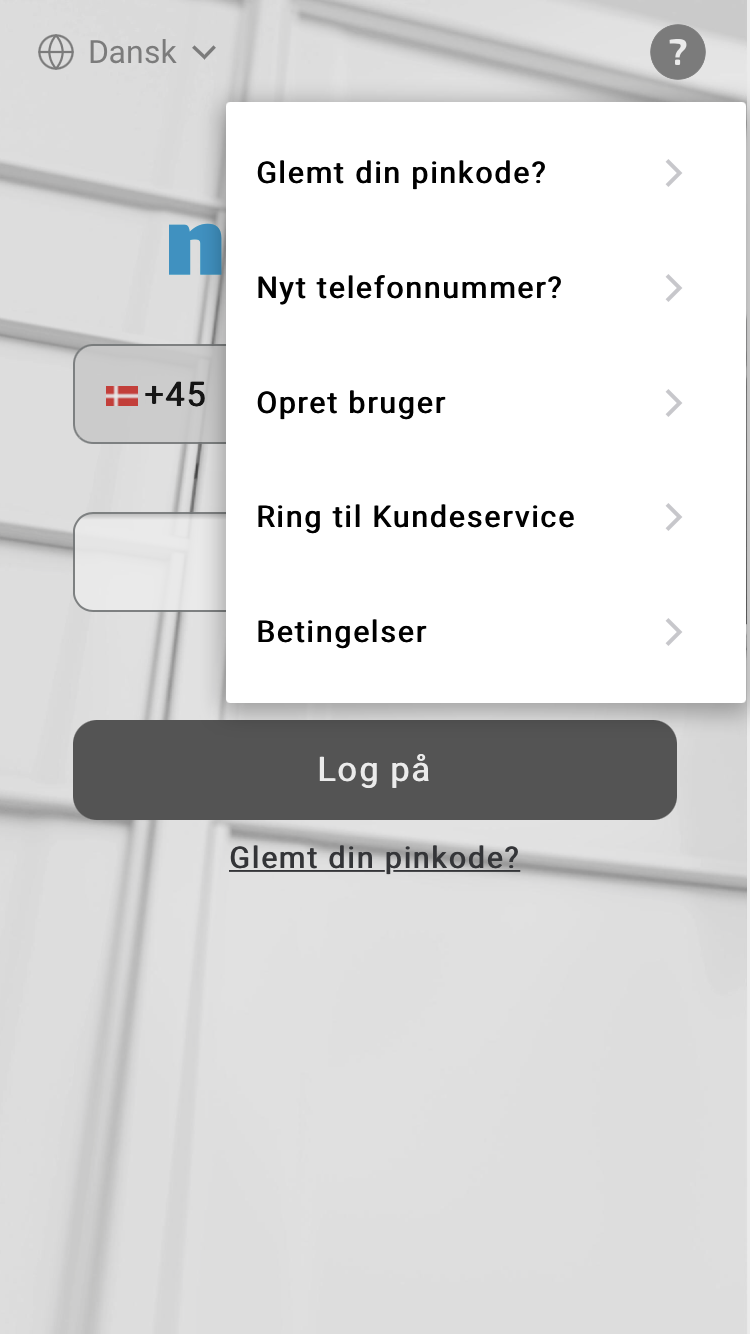 Dansk
?
Glemt din pinkode?
Nyt telefonnummer?
n
+45
Opret bruger
Ring til Kundeservice
Betingelser
Log på
Glemt din pinkode?